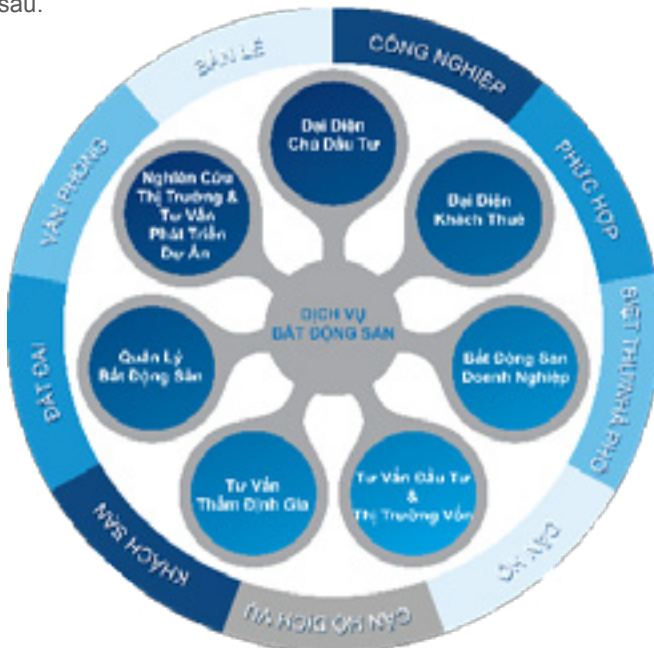 sau.
BÁN LẺ
CÔNG NGHIỆP
PHỨC HỢP
BIỆT THỰ/NHÀ PHỐ
CĂN HỘ
CĂN HỘ DỊCH VỤ
KHÁCH SẠN
ĐẤT ĐAI
VĂN PHÒNG
Đại Diện
Chủ Đầu Tư
Đại Diện
Khách Thuê
Bất Động Sản
Doanh Nghiệp
Tư Vấn Đầu Tư
&
Thị Trường Vốn
Tư Vấn
Thẩm Định Giá
Quản Lý
Bất Động Sản
Nghiên Cứu
Thị Trường &
Tư Vấn
Phát Triển
Dự Án
DỊCH VỤ
BẤT ĐỘNG SẢN